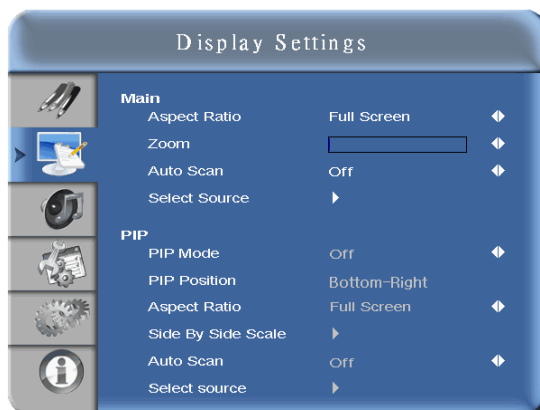 Display Settings
Main
Aspect Ratio Full Screen
Zoom
Auto Scan Off
Select Source
PIP
PIP Mode Off
PIP Position Bottom-Right
Aspect Ratio Full Screen
Side By Side Scale
Auto Scan Off
Select source